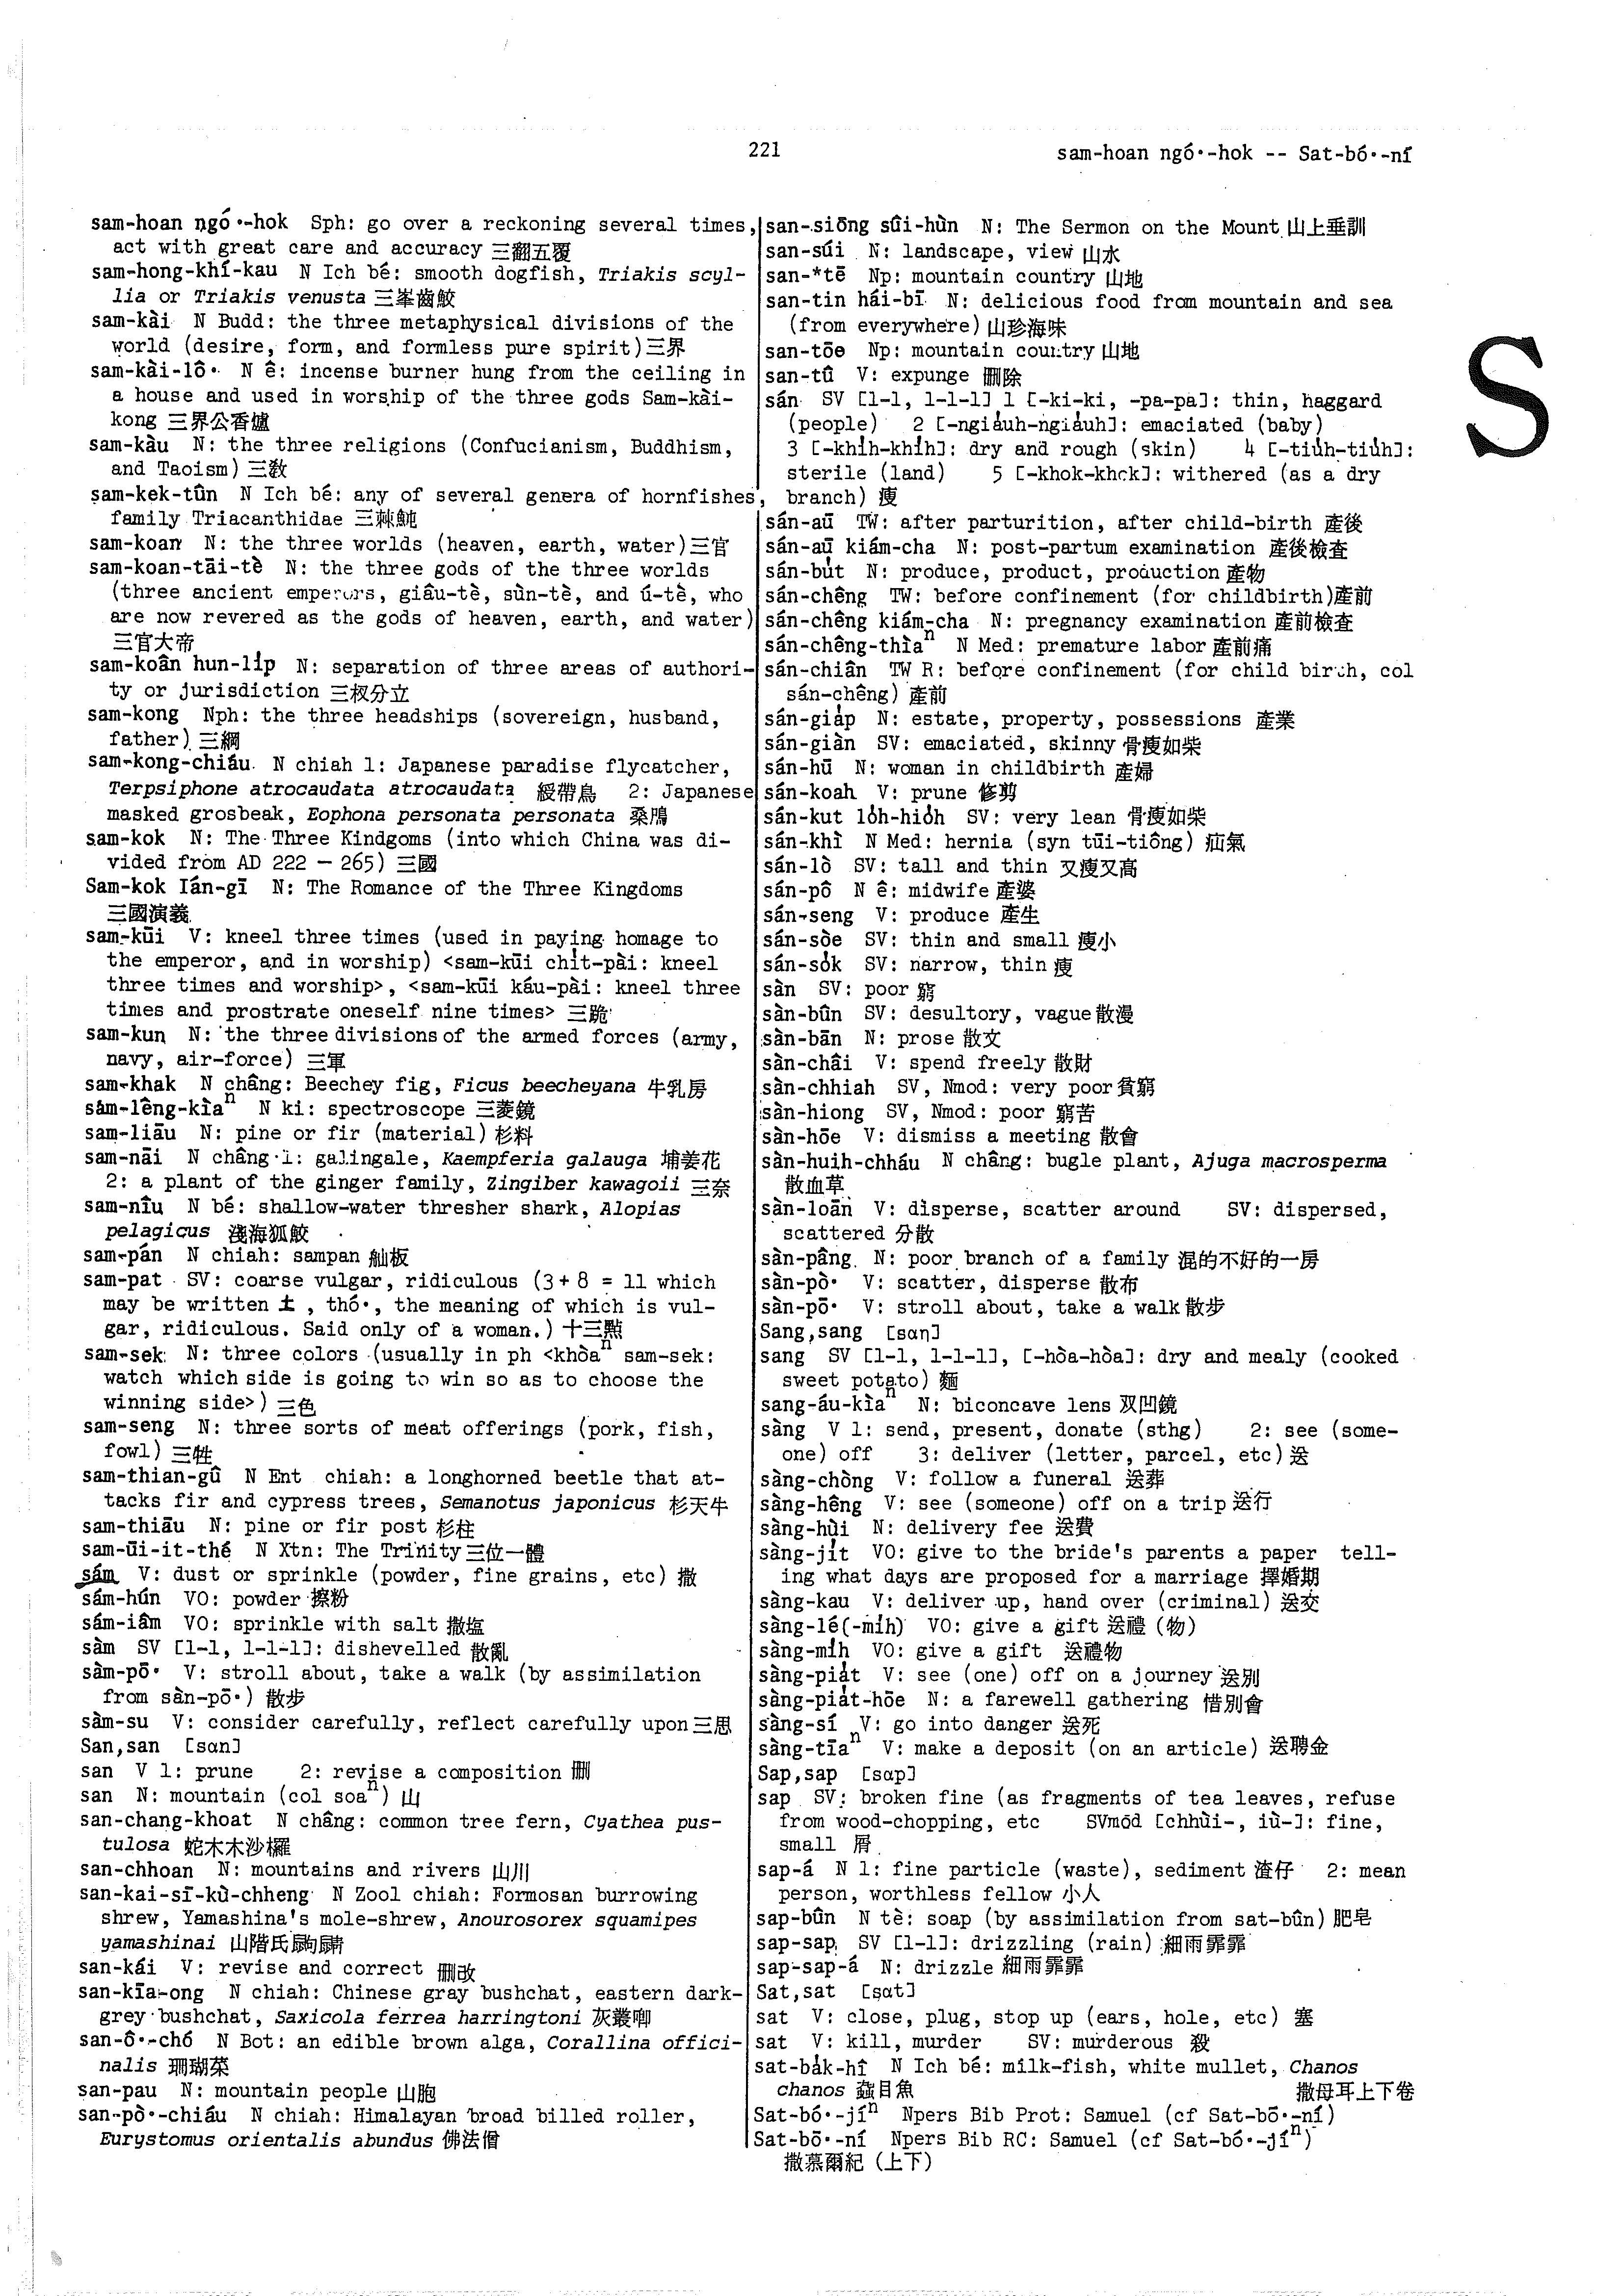 221
sam-hoan ngó·-hok -- Sat-bó·-ní
sam-hoan ngó·-hok Sph: go over a reckoning several times,
act with great care and accuracy 三翻五覆
sam-hong-khí-kau N Ich bé: smooth dogfish, Triakis scyl-
lia or Triakis venusta 三峯齒鮫
sam-kài N Budd: the three metaphysical divisions of the
world (desire, form, and formless pure spirit) 三界
sam-kài-lô· N ê: incense burner hung from the ceiling in
a house and used in worship of the three gods Sam-kài-
kong 三界公香爐
sam-kàu N: the three religions (Confucianism, Buddhism,
and Taoism) 三教
sam-kek-tûn N Ich bé: any of several genera of hornfishes,
family Triacanthidae 三棘魨
sam-koan N: the three worlds (heaven, earth, water) 三官
sam-koan-tāi-tè N: the three gods of the three worlds
(three ancient emperors, giâu-tè, sùn-tè, and ú-tè, who
are now revered as the gods of heaven, earth, and water)
三官大帝
sam-koân hun-li̍p N: separation of three areas of authori-
ty or jurisdiction 三权分立
sam-kong Nph: the three headships (sovereign, husband,
father) 三綱
sam-kong-chiáu N chiah 1: Japanese paradise flycatcher,
Terpsiphone atrocaudata atrocaudata 綬帶鳥 2: Japanese
masked grosbeak, Eophona personata personata 桑鳲
sam-kok N: The Three Kindgoms (into which China was di-
vided from AD 222 - 265) 三國
Sam-kok Ián-gī N: The Romance of the Three Kingdoms
三國演義
sam-kūi V: kneel three times (used in paying homage to
the emperor, and in worship) <sam-kūi chi̍t-pài: kneel
three times and worship>, <sam-kūi káu-pài: kneel three
times and prostrate oneself nine times> 三跪
sam-kun N: the three divisions of the armed forces (army,
navy, air-force) 三軍
sam-khak N châng: Beechey fig, Ficus beecheyana 牛乳房
sam-lêng-kìaⁿ N ki: spectroscope 三菱鏡
sam-liāu N: pine or fir (material) 杉料
sam-nāi N châng 1: galingale, Kaempferia galauga 埔姜花
2: a plant of the ginger family, Zingiber kawagoii 三奈
sam-nîu N bé: shallow-water thresher shark, Alopias
pelagicus 淺海狐鮫
sam-pán N chiah: sampan 舢板
sam-pat SV: coarse vulgar, ridiculous (3 + 8 = 11 which
may be written 土 , thó·, the meaning of which is vul-
gar, ridiculous. Said only of a woman.) 十三點
sam-sek N: three colors (usually in ph <khòaⁿ sam-sek:
watch which side is going to win so as to choose the
winning side>) 三色
sam-seng N: three sorts of meat offerings (pork, fish,
fowl) 三牲
sam-thian-gû N Ent chiah: a longhorned beetle that at-
tacks fir and cypress trees, Semanotus japonicus 杉天牛
sam-thiāu N: pine or fir post 杉柱
sam-ūi-it-thé N Xtn: The Trinity 三位一體
sám V: dust or sprinkle (powder, fine grains, etc) 撒
sám-hún VO: powder 擦粉
sám-iâm VO: sprinkle with salt 撒塩
sàm SV [1-1, 1-1-1]: dishevelled 散亂
sàm-pō· V: stroll about, take a walk (by assimilation
from sàn-pō·) 散步
sàm-su V: consider carefully, reflect carefully upon 三思
San,san [sɑn]
san V 1: prune 2: revise a composition 刪
san N: mountain (col soaⁿ) 山
san-chang-khoat N châng: common tree fern, Cyathea pus-
tulosa 蛇木木沙欏
san-chhoan N: mountains and rivers 山川
san-kai-sī-kù-chheng N Zool chiah: Formosan burrowing
shrew, Yamashina's mole-shrew, Anourosorex squamipes
yamashinai 山階氏鼩鼱
san-kái V: revise and correct 刪改
san-kīa-ong N chiah: Chinese gray bushchat, eastern dark-
grey bushchat, Saxicola ferrea harringtoni 灰叢唧
san-ô·-chó N Bot: an edible brown alga, Corallina offici-
nalis 珊瑚菜
san-pau N: mountain people 山胞
san-pò·-chiáu N chiah: Himalayan broad billed roller,
Eurystomus orientalis abundus 佛法僧
san-siōng sûi-hùn N: The Sermon on the Mount 山上垂訓
san-súi N: landscape, view 山水
san-*tē Np: mountain country 山地
san-tin hái-bī N: delicious food from mountain and sea
(from everywhere) 山珍海味
san-tōe Np: mountain country 山地
san-tû V: expunge 刪除
sán SV [1-1, 1-1-1] 1 [-ki-ki, -pa-pa]: thin, haggard
(people) 2 [-ngia̍uh-ngia̍uh]: emaciated (baby)
3 [-khi̍h-khi̍h]: dry and rough (skin) 4 [-tiu̍h-tiu̍h]:
sterile (land) 5 [-khok-khok]: withered (as a dry
branch) 瘦
sán-aū TW: after parturition, after child-birth 產後
sán-aū kiám-cha N: post-partum examination 產後檢查
sán-bu̍t N: produce, product, production 產物
sán-chêng TW: before confinement (for childbirth) 產前
sán-chêng kiám-cha N: pregnancy examination 產前檢查
sán-chêng-thìaⁿ N Med: premature labor 產前痛
sán-chiân TW R: before confinement (for child birth, col
sán-chêng) 產前
sán-gia̍p N: estate, property, possessions 產業
sán-giàn SV: emaciated, skinny 骨瘦如柴
sán-hū N: woman in childbirth 產婦
sán-koah V: prune 修剪
sán-kut lo̍h-hio̍h SV: very lean 骨瘦如柴
sán-khì N Med: hernia (syn tūi-tiông) 疝氣
sán-lò SV: tall and thin 又瘦又高
sán-pô N ê: midwife 產婆
sán-seng V: produce 產生
sán-sòe SV: thin and small 瘦小
sán-so̍k SV: narrow, thin 瘦
sàn SV: poor 窮
sàn-bûn SV: desultory, vague 散漫
sàn-bān N: prose 散文
sàn-châi V: spend freely 散財
sàn-chhiah SV, Nmod: very poor 貧窮
sàn-hiong SV, Nmod: poor 窮苦
sàn-hōe V: dismiss a meeting 散會
sàn-huih-chháu N châng: bugle plant, Ajuga macrosperma
散血草
sàn-loān V: disperse, scatter around SV: dispersed,
scattered 分散
sàn-pâng N: poor branch of a family 混的不好的一房
sàn-pò· V: scatter, disperse 散布
sàn-pō· V: stroll about, take a walk 散步
Sang,sang [sɑŋ]
sang SV [1-1, 1-1-1], [-hòa-hòa]: dry and mealy (cooked
sweet potato) 麵
sang-áu-kìaⁿ N: biconcave lens 双凹鏡
sàng V 1: send, present, donate (sthg) 2: see (some-
one) off 3: deliver (letter, parcel, etc) 送
sàng-chòng V: follow a funeral 送葬
sàng-hêng V: see (someone) off on a trip 送行
sàng-hùi N: delivery fee 送費
sàng-ji̍t VO: give to the bride's parents a paper tell-
ing what days are proposed for a marriage 擇婚期
sàng-kau V: deliver up, hand over (criminal) 送交
sàng-lé(-mi̍h) VO: give a gift 送禮 (物)
sàng-mi̍h VO: give a gift 送禮物
sàng-pia̍t V: see (one) off on a journey 送別
sàng-pia̍t-hōe N: a farewell gathering 惜別會
sàng-sí V: go into danger 送死
sàng-tīaⁿ V: make a deposit (on an article) 送聘金
Sap,sap [sɑp]
sap SV: broken fine (as fragments of tea leaves, refuse
from wood-chopping, etc SVmod [chhùi-, iù-]: fine,
small 屑
sap-á N 1: fine particle (waste), sediment 渣仔 2: mean
person, worthless fellow 小人
sap-bûn N tè: soap (by assimilation from sat-bûn) 肥皂
sap-sap SV [1-1]: drizzling (rain) 細雨霏霏
sap-sap-á N: drizzle 細雨霏霏
Sat,sat [sɑt]
sat V: close, plug, stop up (ears, hole, etc) 塞
sat V: kill, murder SV: murderous 殺
sat-ba̍k-hî N Ich bé: milk-fish, white mullet, Chanos
chanos 蝨目魚 撒母耳上下卷
Sat-bó·-jíⁿ Npers Bib Prot: Samuel (cf Sat-bō·-ní)
Sat-bō·-ní Npers Bib RC: Samuel (cf Sat-bó·-jíⁿ)
撒慕爾紀 (上下)
S